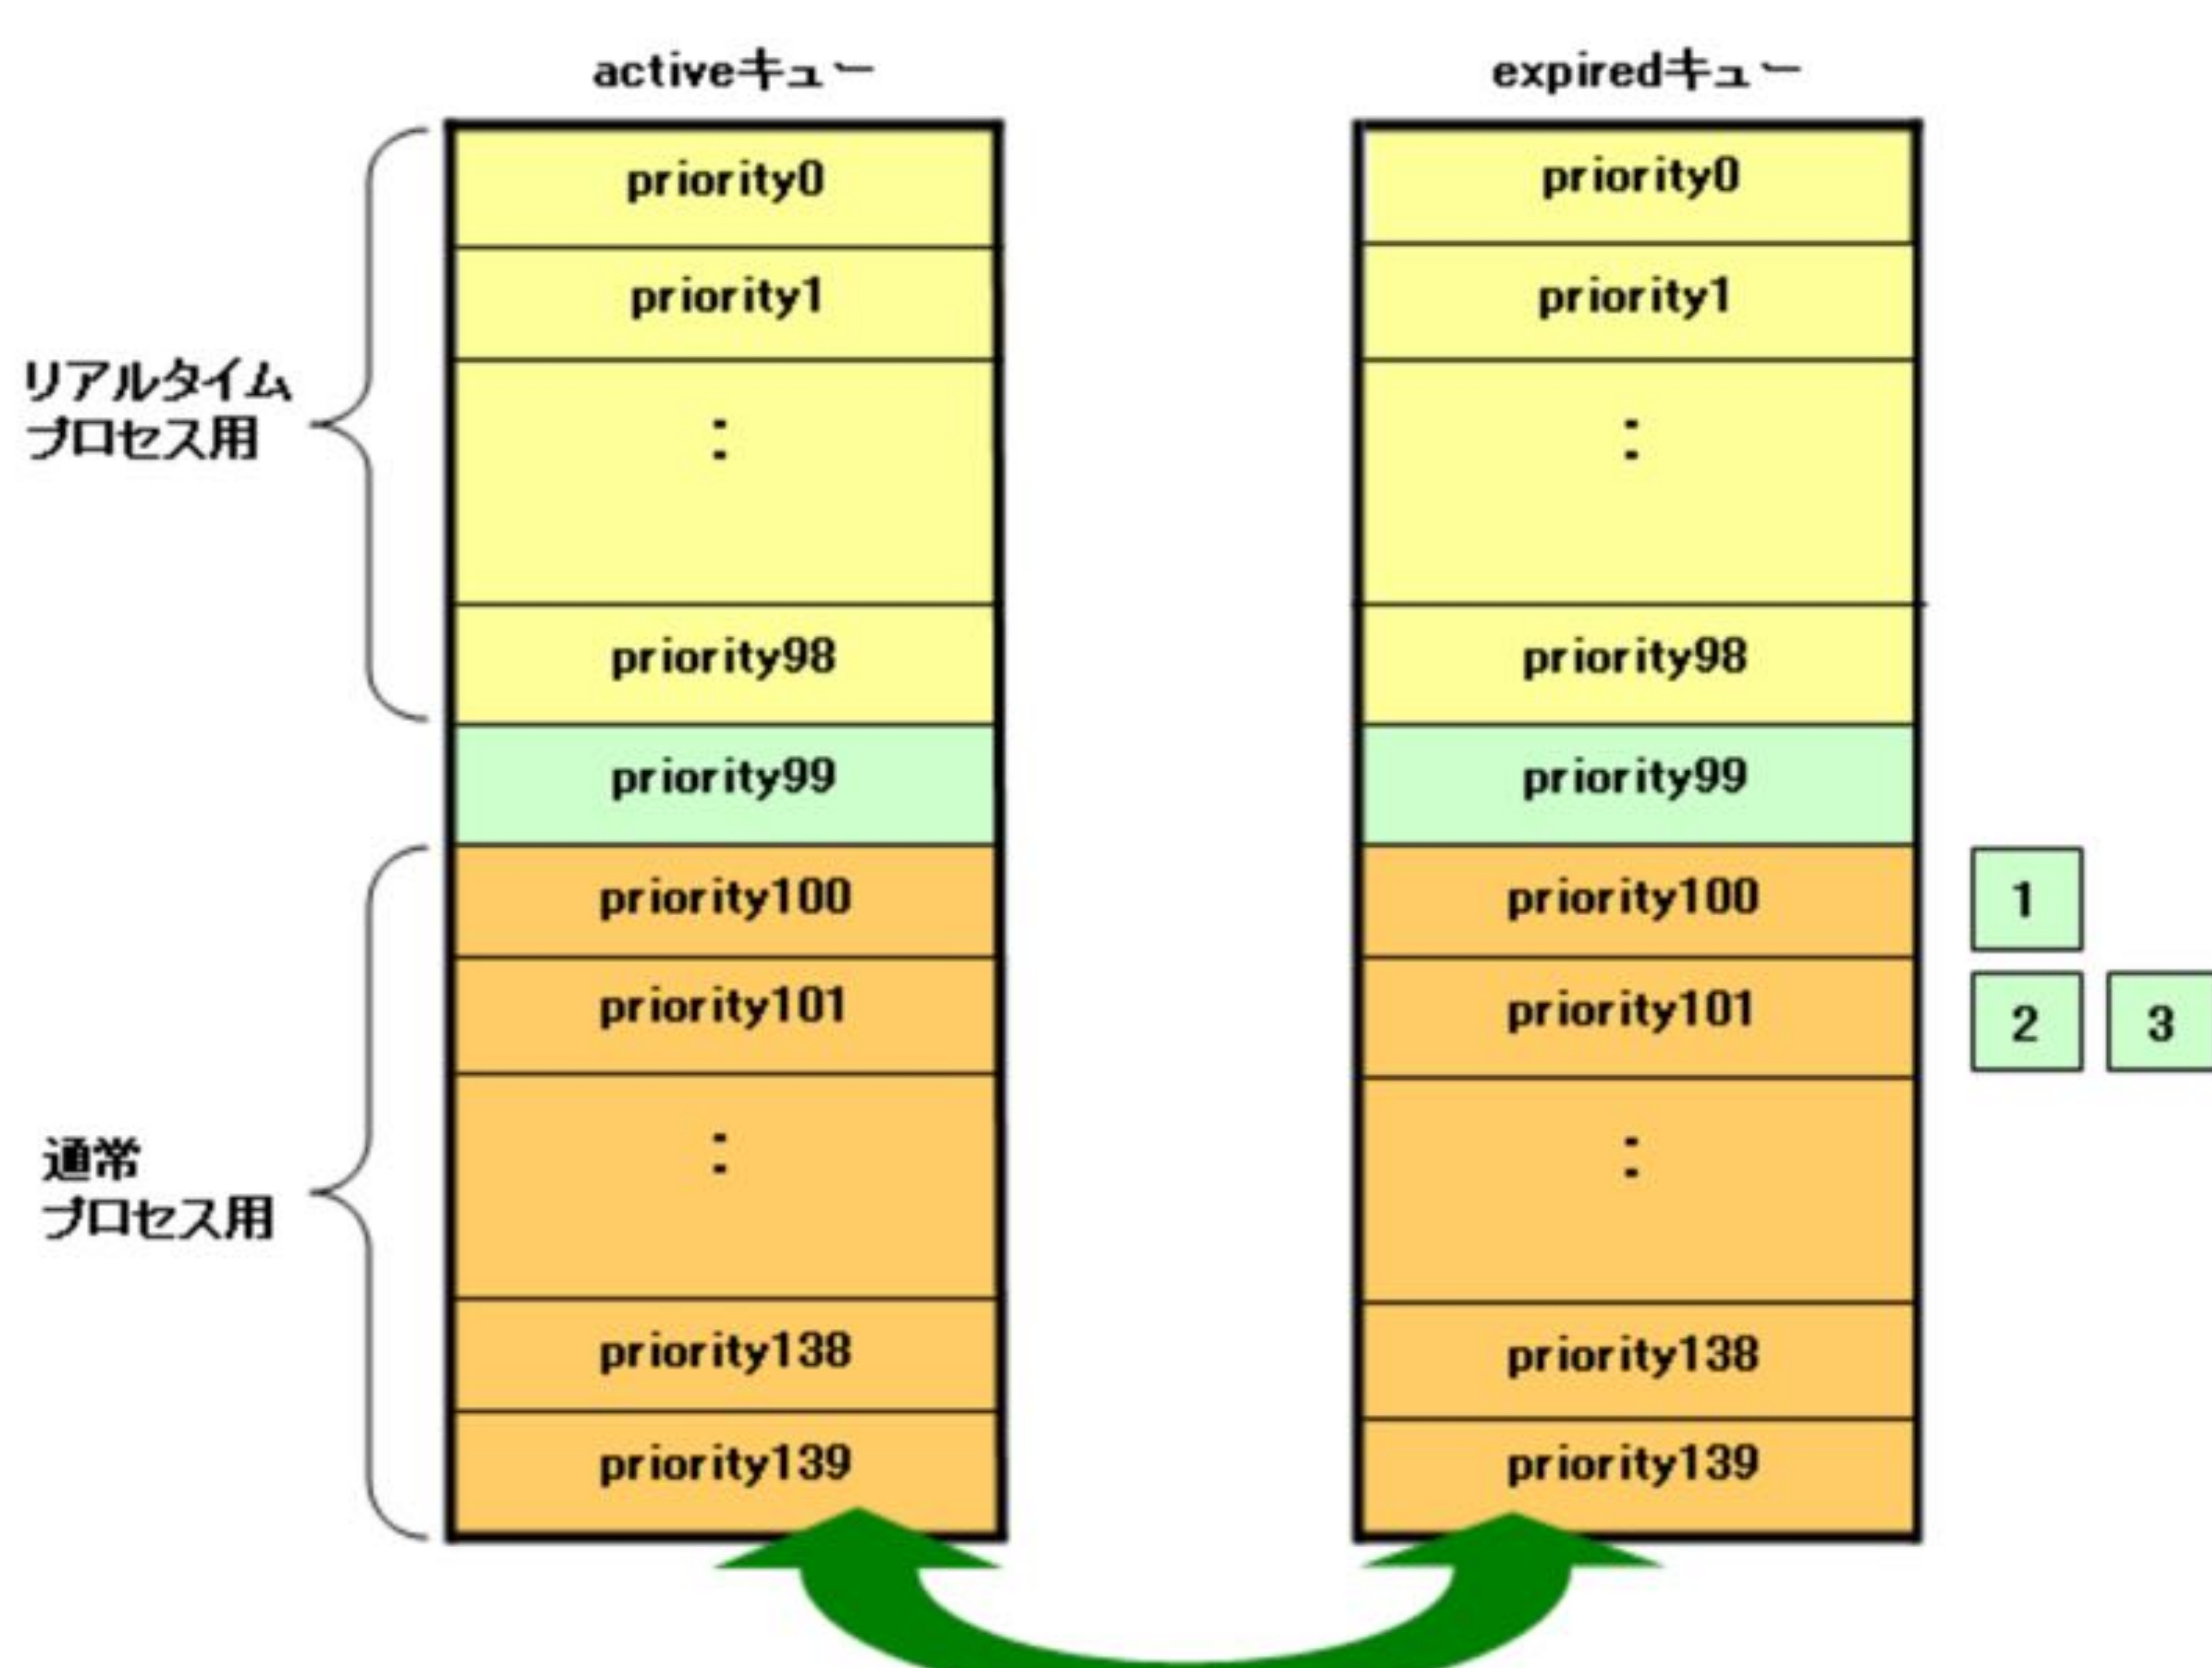 activeキュー
expiredキュー
リアルタイム
プロセス用
通常
プロセス用
priority0
priority1
:
priority98
priority99
priority100
priority101
:
priority138
priority139
priority0
priority1
:
priority98
priority99
priority100
priority101
:
priority138
priority139
1
2 3